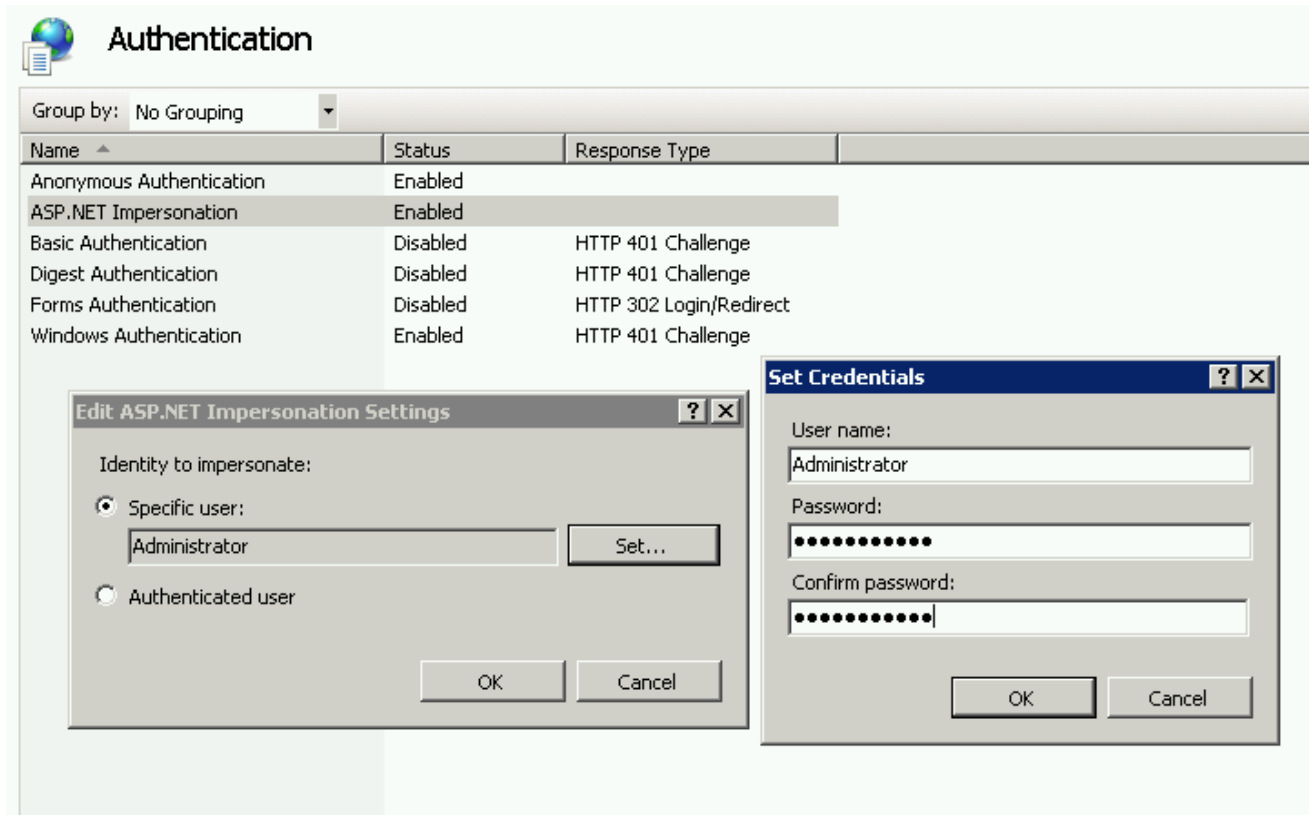 Authentication
Group by: No Grouping
Name Status Response Type
Anonymous Authentication Enabled
ASP.NET Impersonation Enabled
Basic Authentication Disabled HTTP 401 Challenge
Digest Authentication Disabled HTTP 401 Challenge
Forms Authentication Disabled HTTP 302 Login/Redirect
Windows Authentication Enabled HTTP 401 Challenge
Edit ASP.NET Impersonation Settings
Identity to impersonate:
Specific user:
Administrator Set...
Authenticated user
OK Cancel
Set Credentials
User name:
Administrator
Password:
●●●●●●●●●●●
Confirm password:
●●●●●●●●●●●
OK Cancel